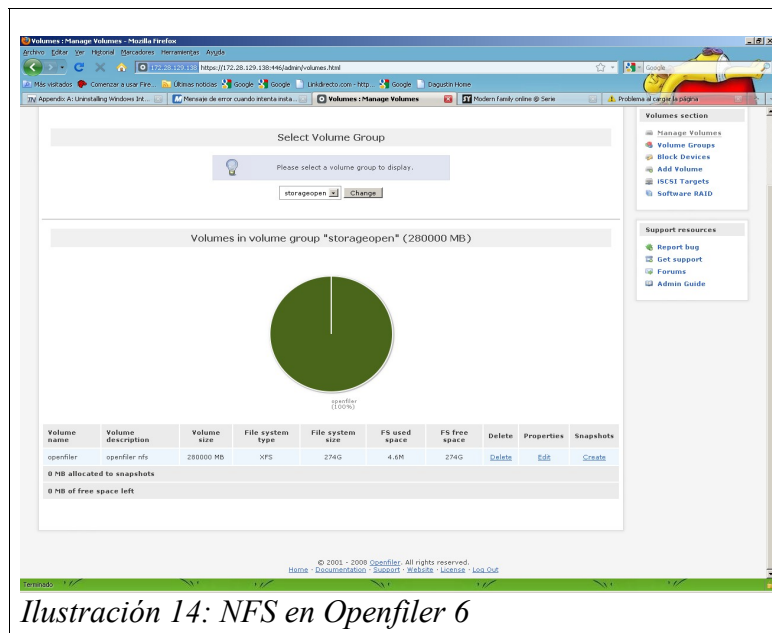 Volumes : Manage Volumes - Mozilla Firefox
Archivo Editar Ver Historial Marcadores Herramientas Ayuda
172.28.129.138 https://172.28.129.138:446/admin/volumes.html
Google
Más visitados Comenzar a usar Fire... Últimas noticias Google Google Linkdirecto.com - http... Google Dagustin Home
Appendix A: Uninstalling Windows Int... Mensaje de error cuando intenta insta... Volumes : Manage Volumes Modern family online @ Serie Problema al cargar la página
Select Volume Group
Please select a volume group to display.
storageopen Change
Volumes in volume group "storageopen" (280000 MB)
openfiler
(100%)
Volume name Volume description Volume size File system type File system size FS used space FS free space Delete Properties Snapshots
openfiler openfiler nfs 280000 MB XFS 274G 4.6M 274G Delete Edit Create
0 MB allocated to snapshots
0 MB of free space left
Volumes section
Manage Volumes
Volume Groups
Block Devices
Add Volume
iSCSI Targets
Software RAID
Support resources
Report bug
Get support
Forums
Admin Guide
© 2001 - 2008 Openfiler. All rights reserved.
Home - Documentation - Support - Website - License - Log Out
Terminado
Ilustración 14: NFS en Openfiler 6